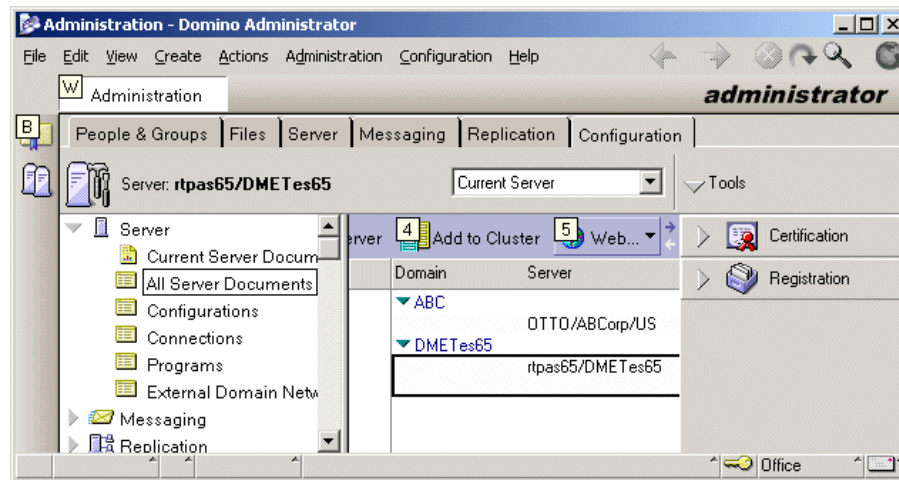 Administration - Domino Administrator
File Edit View Create Actions Administration Configuration Help
W Administration
administrator
B
People & Groups Files Server Messaging Replication Configuration
Server: rtpas65/DMETes65 Current Server Tools
Server
Current Server Docum
All Server Documents
Configurations
Connections
Programs
External Domain Netw
Messaging
Replication
erver 4 Add to Cluster 5 Web...
Domain Server
ABC
OTTO/ABCorp/US
DMETes65
rtpas65/DMETes65
Certification
Registration
Office